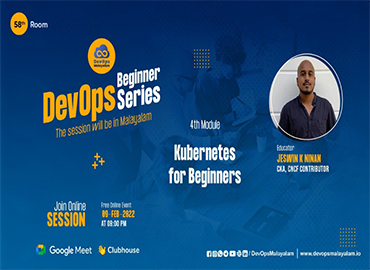 58th Room
DevOps
malayalam
Beginner
DevOps Series
The session will be in Malayalam
4th Module
Kubernetes
for Beginners
Educator
JESWIN K NINAN
CKA, CNCF CONTRIBUTOR
Join Online
SESSION
Free Online Event
09 - FEB - 2022
AT 09:00 PM
Google Meet
Clubhouse
/ DevOpsMalayalam | www.devopsmalayalam.io